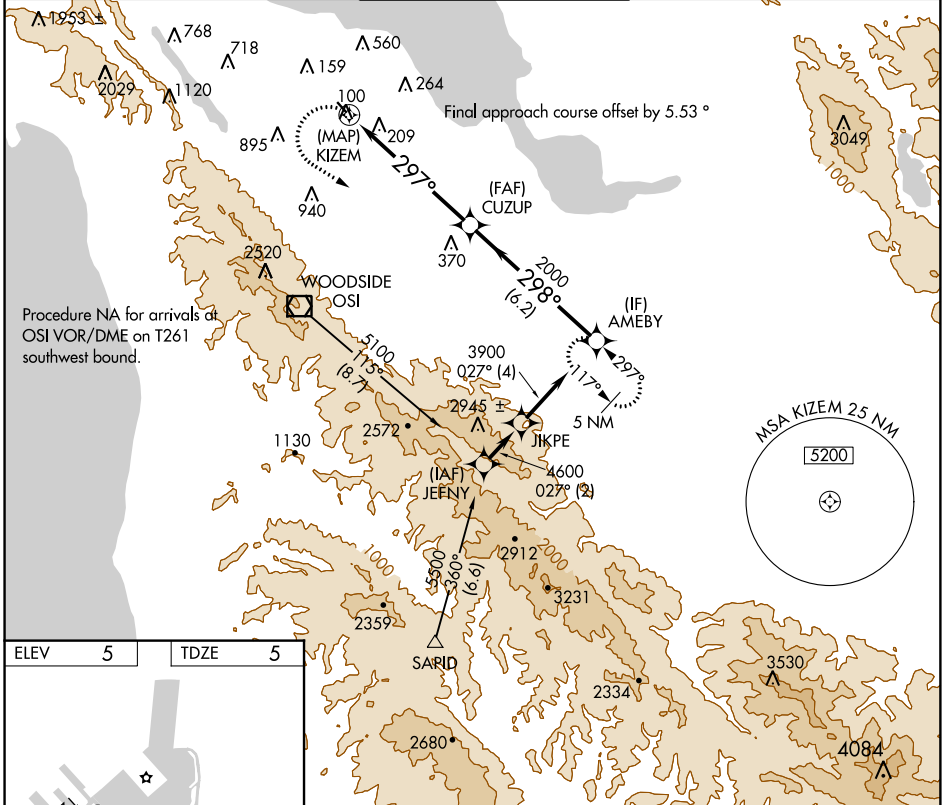 1953 ±
768
718
560
159
264
2029
1120
100
895
209
(MAP)
KIZEM
Final approach course offset by 5.53 °
3049
1000
297°
940
(FAF)
CUZUP
370
2520
WOODSIDE
OSI
2000
298°
(6.2)
(IF)
AMEBY
Procedure NA for arrivals at
OSI VOR/DME on T261
southwest bound.
5100
115°
(8.7)
3900
027° (4)
117°
297°
5 NM
2945 ±
2572
JIKPE
1130
(IAF)
JEFNY
4600
027° (2)
MSA KIZEM 25 NM
5200
1000
2912
2000
5500
360°
(6.6)
3231
2359
SAPID
ELEV 5
TDZE 5
3530
2334
2680
4084